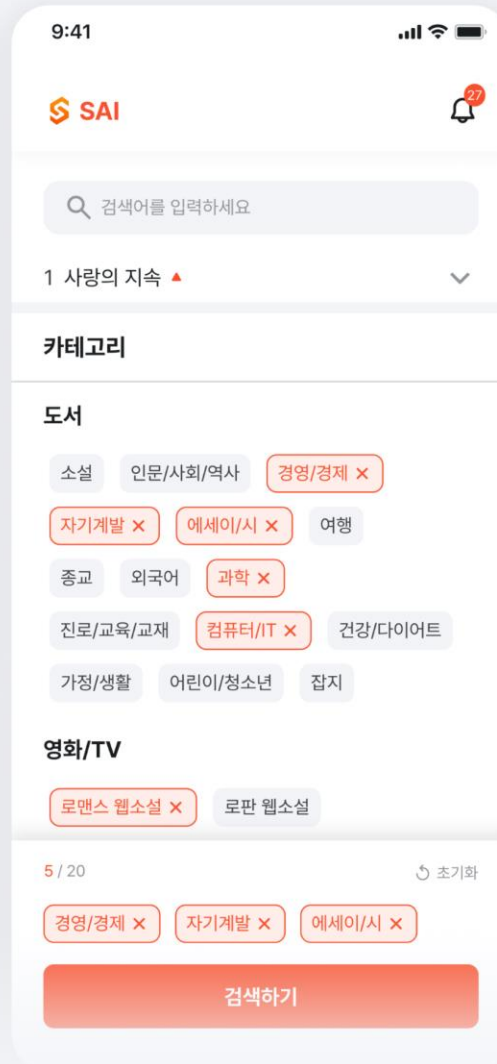 9:41
SAI
27
검색어를 입력하세요
1 사랑의 지속
카테고리
도서
소설 인문/사회/역사 경영/경제
자기계발 에세이/시 여행
종교 외국어 과학
진로/교육/교재 컴퓨터/IT 건강/다이어트
가정/생활 어린이/청소년 잡지
영화/TV
로맨스 웹소설 로판 웹소설
5 / 20 초기화
경영/경제 자기계발 에세이/시
검색하기